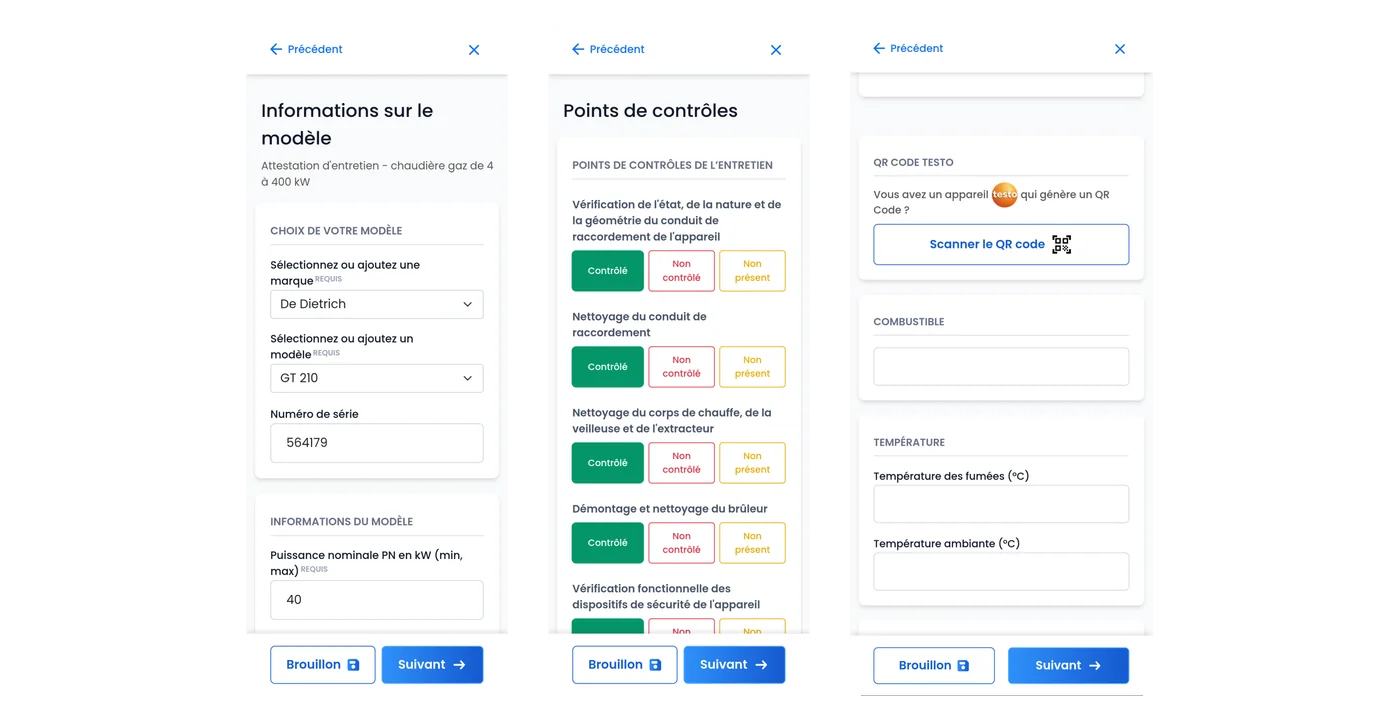 Précédent
Informations sur le
modèle
Attestation d'entretien - chaudière gaz de 4
à 400 kW
CHOIX DE VOTRE MODÈLE
Sélectionnez ou ajoutez une
marque REQUIS
De Dietrich
Sélectionnez ou ajoutez un
modèle REQUIS
GT 210
Numéro de série
564179
INFORMATIONS DU MODÈLE
Puissance nominale PN en kW (min,
max) REQUIS
40
Brouillon
Suivant
Précédent
Points de contrôles
POINTS DE CONTRÔLES DE L'ENTRETIEN
Vérification de l'état, de la nature et de
la géométrie du conduit de
raccordement de l'appareil
Contrôlé
Non
contrôlé
Non
présent
Nettoyage du conduit de
raccordement
Contrôlé
Non
contrôlé
Non
présent
Nettoyage du corps de chauffe, de la
veilleuse et de l'extracteur
Contrôlé
Non
contrôlé
Non
présent
Démontage et nettoyage du brûleur
Contrôlé
Non
contrôlé
Non
présent
Vérification fonctionnelle des
dispositifs de sécurité de l'appareil
Non
Non
Brouillon
Suivant
Précédent
QR CODE TESTO
Vous avez un appareil testo qui génère un QR
Code ?
Scanner le QR code
COMBUSTIBLE
TEMPÉRATURE
Température des fumées (°C)
Température ambiante (°C)
Brouillon
Suivant